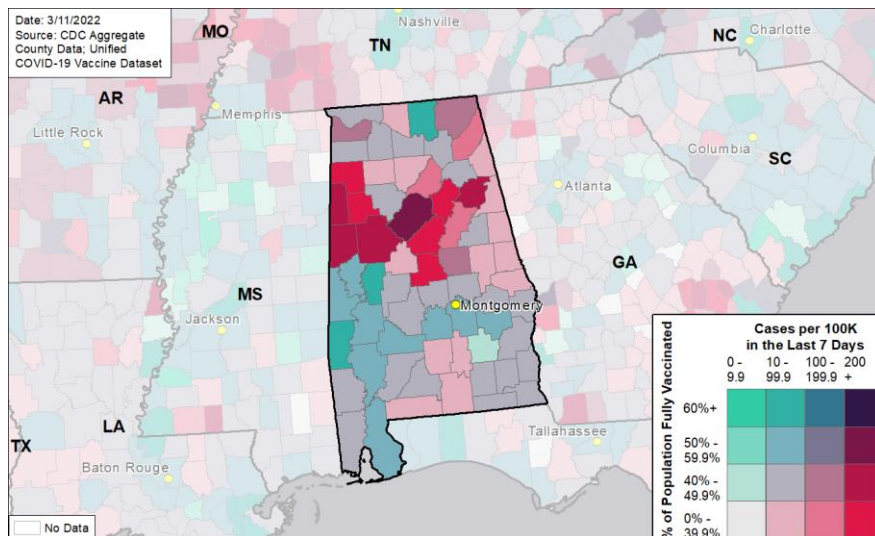 Date: 3/11/2022
Source: CDC Aggregate
County Data; Unified
COVID-19 Vaccine Dataset
MO
Nashville
TN
NC
Charlotte
AR
Memphis
Little Rock
Columbia
SC
Atlanta
GA
MS
Montgomery
Jackson
LA
TX
Tallahassee
Baton Rouge
No Data
Cases per 100K
in the Last 7 Days
0 - 10 - 100 - 200
9.9 99.9 199.9 +
% of Population Fully Vaccinated
60%+
50% -
59.9%
40% -
49.9%
0% -
39.9%